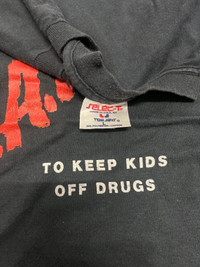 .A.
SELECT-T
TO KEEP KIDS
OFF DRUGS